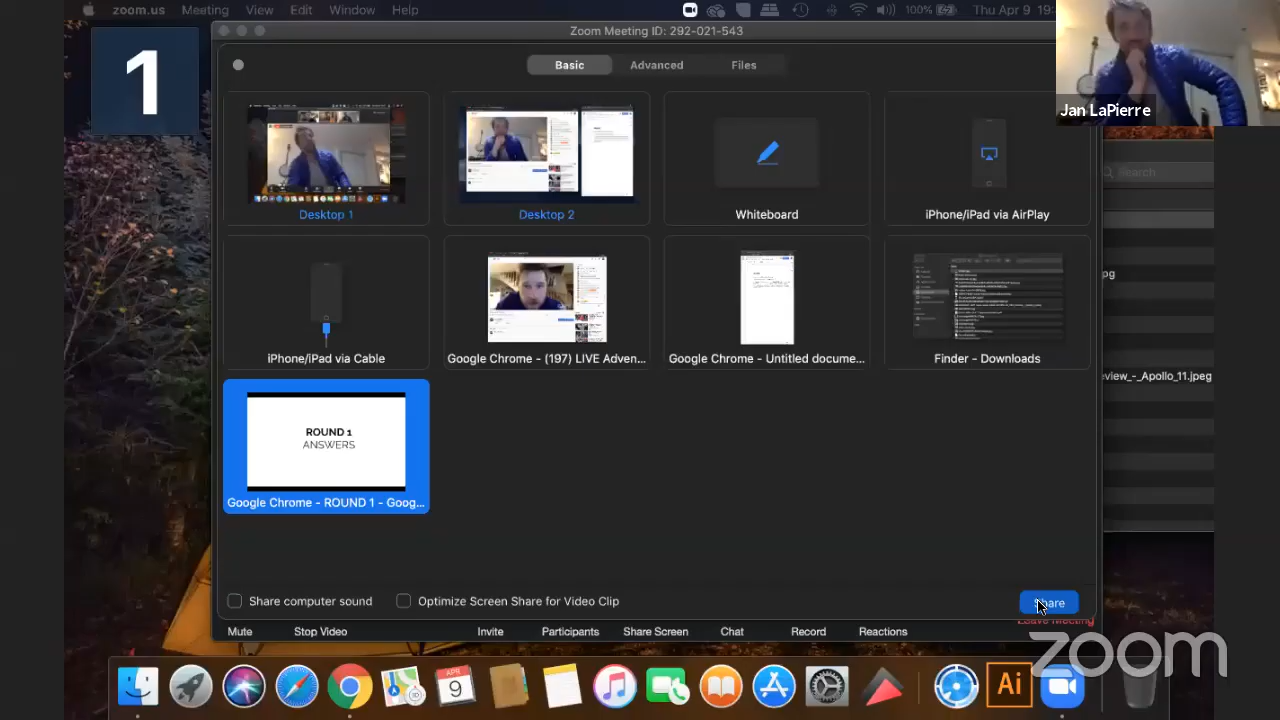 zoom.us Meeting View Edit Window Help 100% Thu Apr 9 19:
1
Zoom Meeting ID: 292-021-543
Basic Advanced Files
Jan LaPierre
Search
Desktop 1
Desktop 2
Whiteboard
iPhone/iPad via AirPlay
pg
iPhone/iPad via Cable
Google Chrome - (197) LIVE Adven...
Google Chrome - Untitled docume...
Finder - Downloads
view_-_Apollo_11.jpeg
ROUND 1
ANSWERS
Google Chrome - ROUND 1 - Goog...
Share computer sound
Optimize Screen Share for Video Clip
Share
Leave Meeting
Mute Stop Video Invite Participants Share Screen Chat Record Reactions
zoom
APR
9
Ai